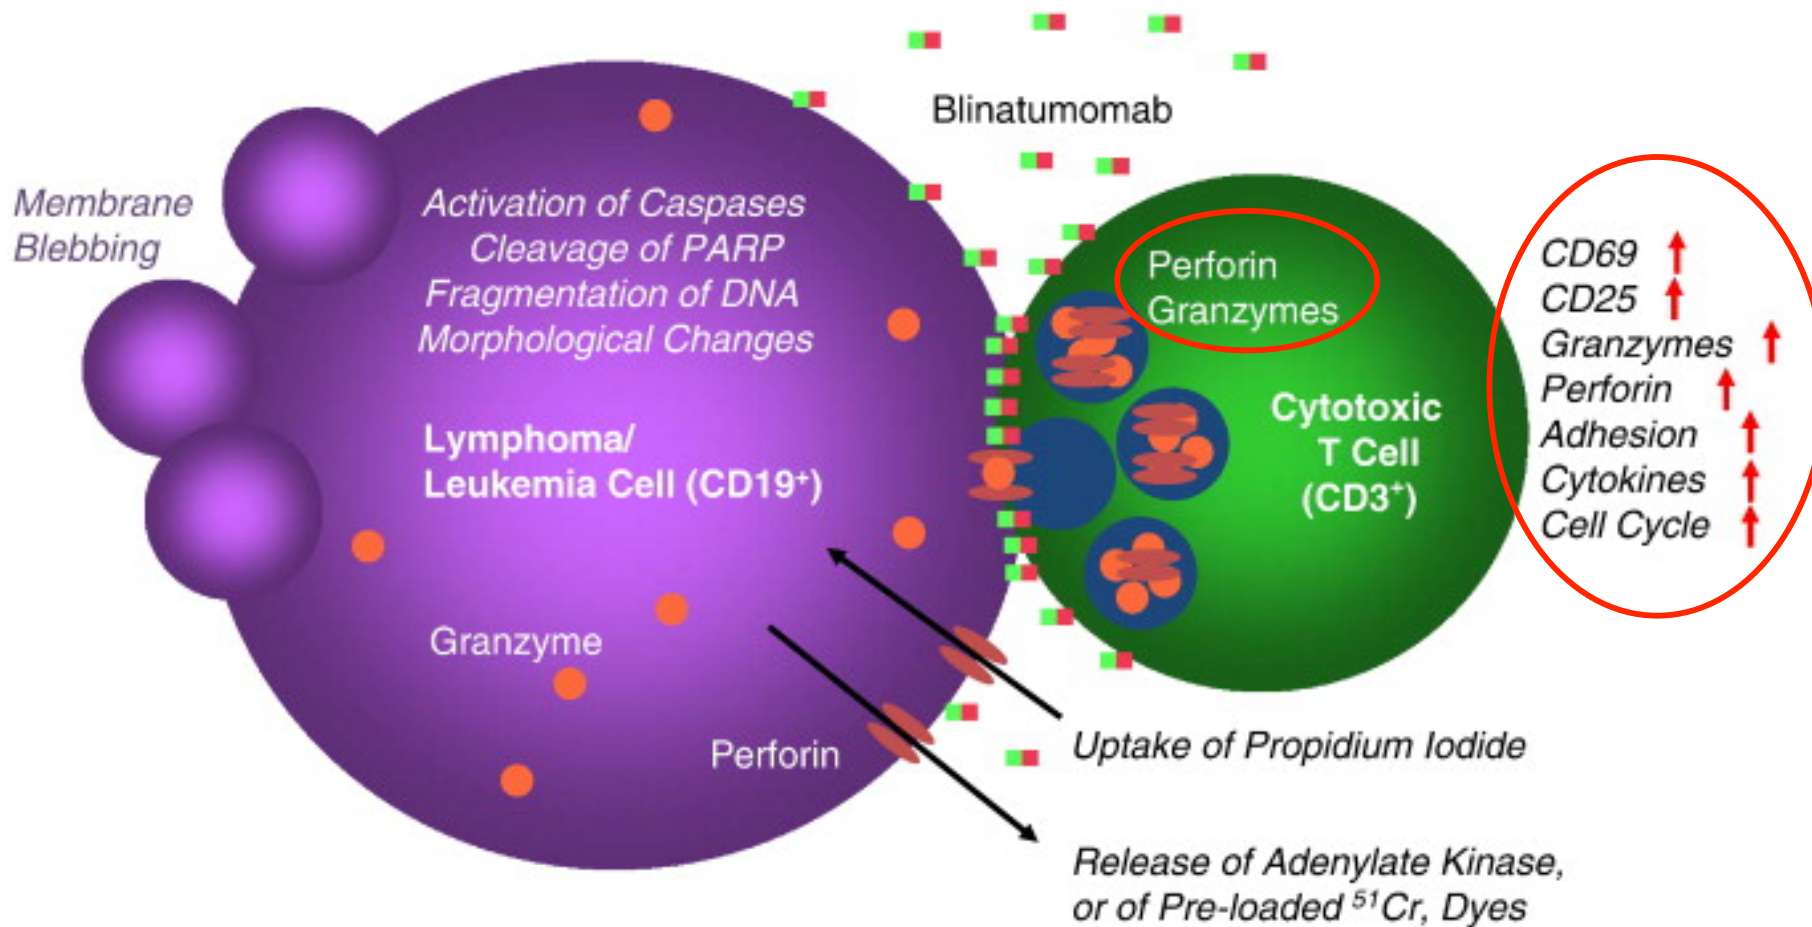 Blinatumomab
Membrane
Blebbing
Activation of Caspases
Cleavage of PARP
Fragmentation of DNA
Morphological Changes
Lymphoma/
Leukemia Cell (CD19⁺)
Granzyme
Perforin
Perforin
Granzymes
Cytotoxic
T Cell
(CD3⁺)
CD69 ↑
CD25 ↑
Granzymes ↑
Perforin ↑
Adhesion ↑
Cytokines ↑
Cell Cycle ↑
Uptake of Propidium Iodide
Release of Adenylate Kinase,
or of Pre-loaded ⁵¹Cr, Dyes